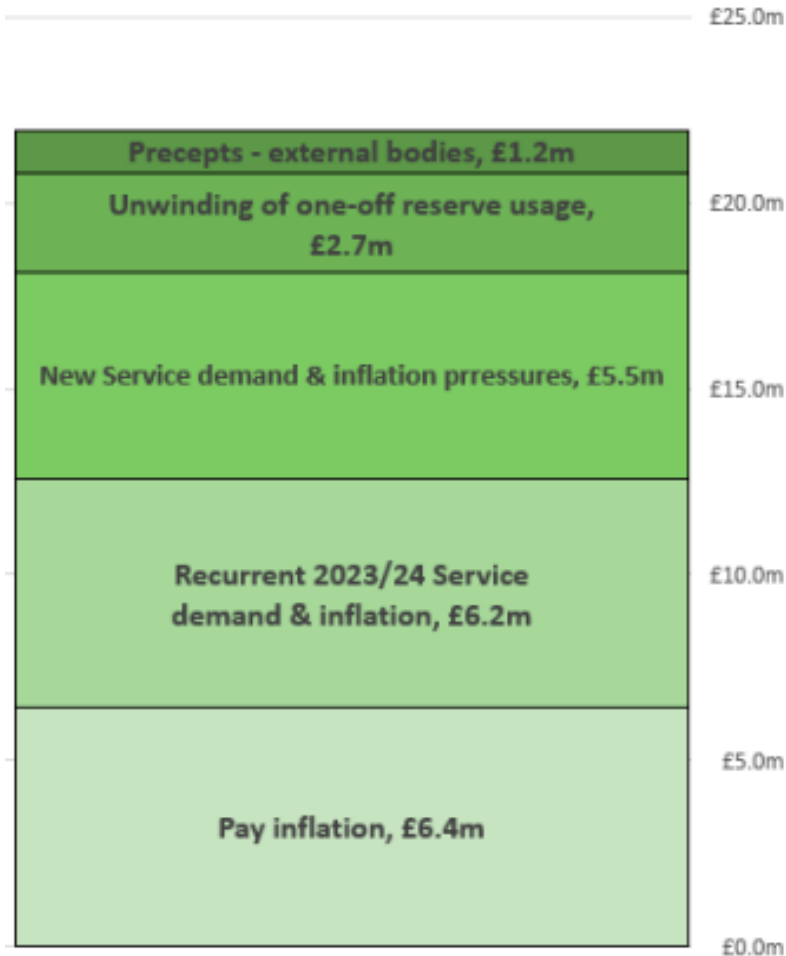 £25.0m
Precepts - external bodies, £1.2m
Unwinding of one-off reserve usage,
£2.7m
£20.0m
New Service demand & inflation prressures, £5.5m
£15.0m
Recurrent 2023/24 Service
demand & inflation, £6.2m
£10.0m
£5.0m
Pay inflation, £6.4m
£0.0m